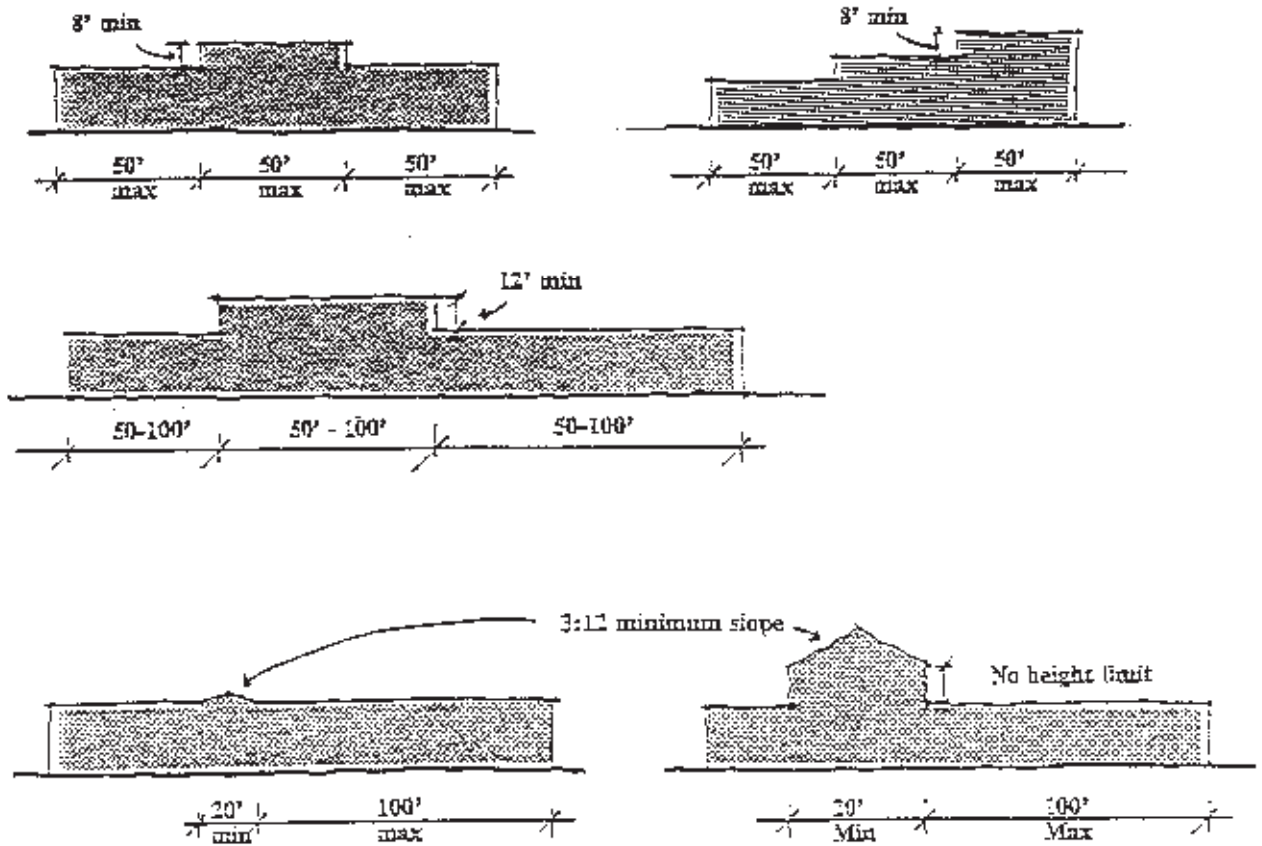 8' min
8' min
50' 50' 50'
max max max
50' 50' 50'
max max max
12' min
50-100' 50' - 100' 50-100'
3:12 minimum slope
No height limit
20' 100'
min max
20' 100'
Min Max